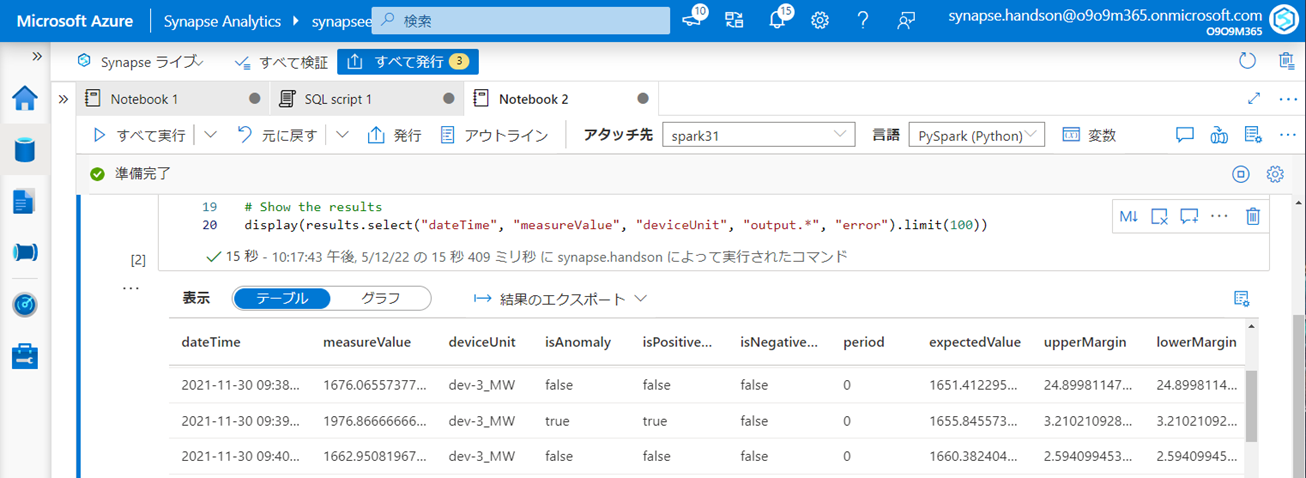 Microsoft Azure Synapse Analytics synapsee 検索 10 15 synapse.handson@o9o9m365.onmicrosoft.com
O9O9M365
Synapse ライブ すべて検証 すべて発行 3
Notebook 1 SQL script 1 Notebook 2
すべて実行 元に戻す 発行 アウトライン アタッチ先 spark31 言語 PySpark (Python) 変数
準備完了
19 # Show the results
20 display(results.select("dateTime", "measureValue", "deviceUnit", "output.*", "error").limit(100))
M↓
[2] 15 秒 - 10:17:43 午後, 5/12/22 の 15 秒 409 ミリ秒 に synapse.handson によって実行されたコマンド
表示 テーブル グラフ 結果のエクスポート
dateTime measureValue deviceUnit isAnomaly isPositive... isNegative... period expectedValue upperMargin lowerMargin
2021-11-30 09:38... 1676.06557377... dev-3_MW false false false 0 1651.412295... 24.89981147... 24.8998114...
2021-11-30 09:39... 1976.86666666... dev-3_MW true true false 0 1655.845573... 3.210210928... 3.21021092...
2021-11-30 09:40... 1662.95081967... dev-3_MW false false false 0 1660.382404... 2.594099453... 2.59409945...